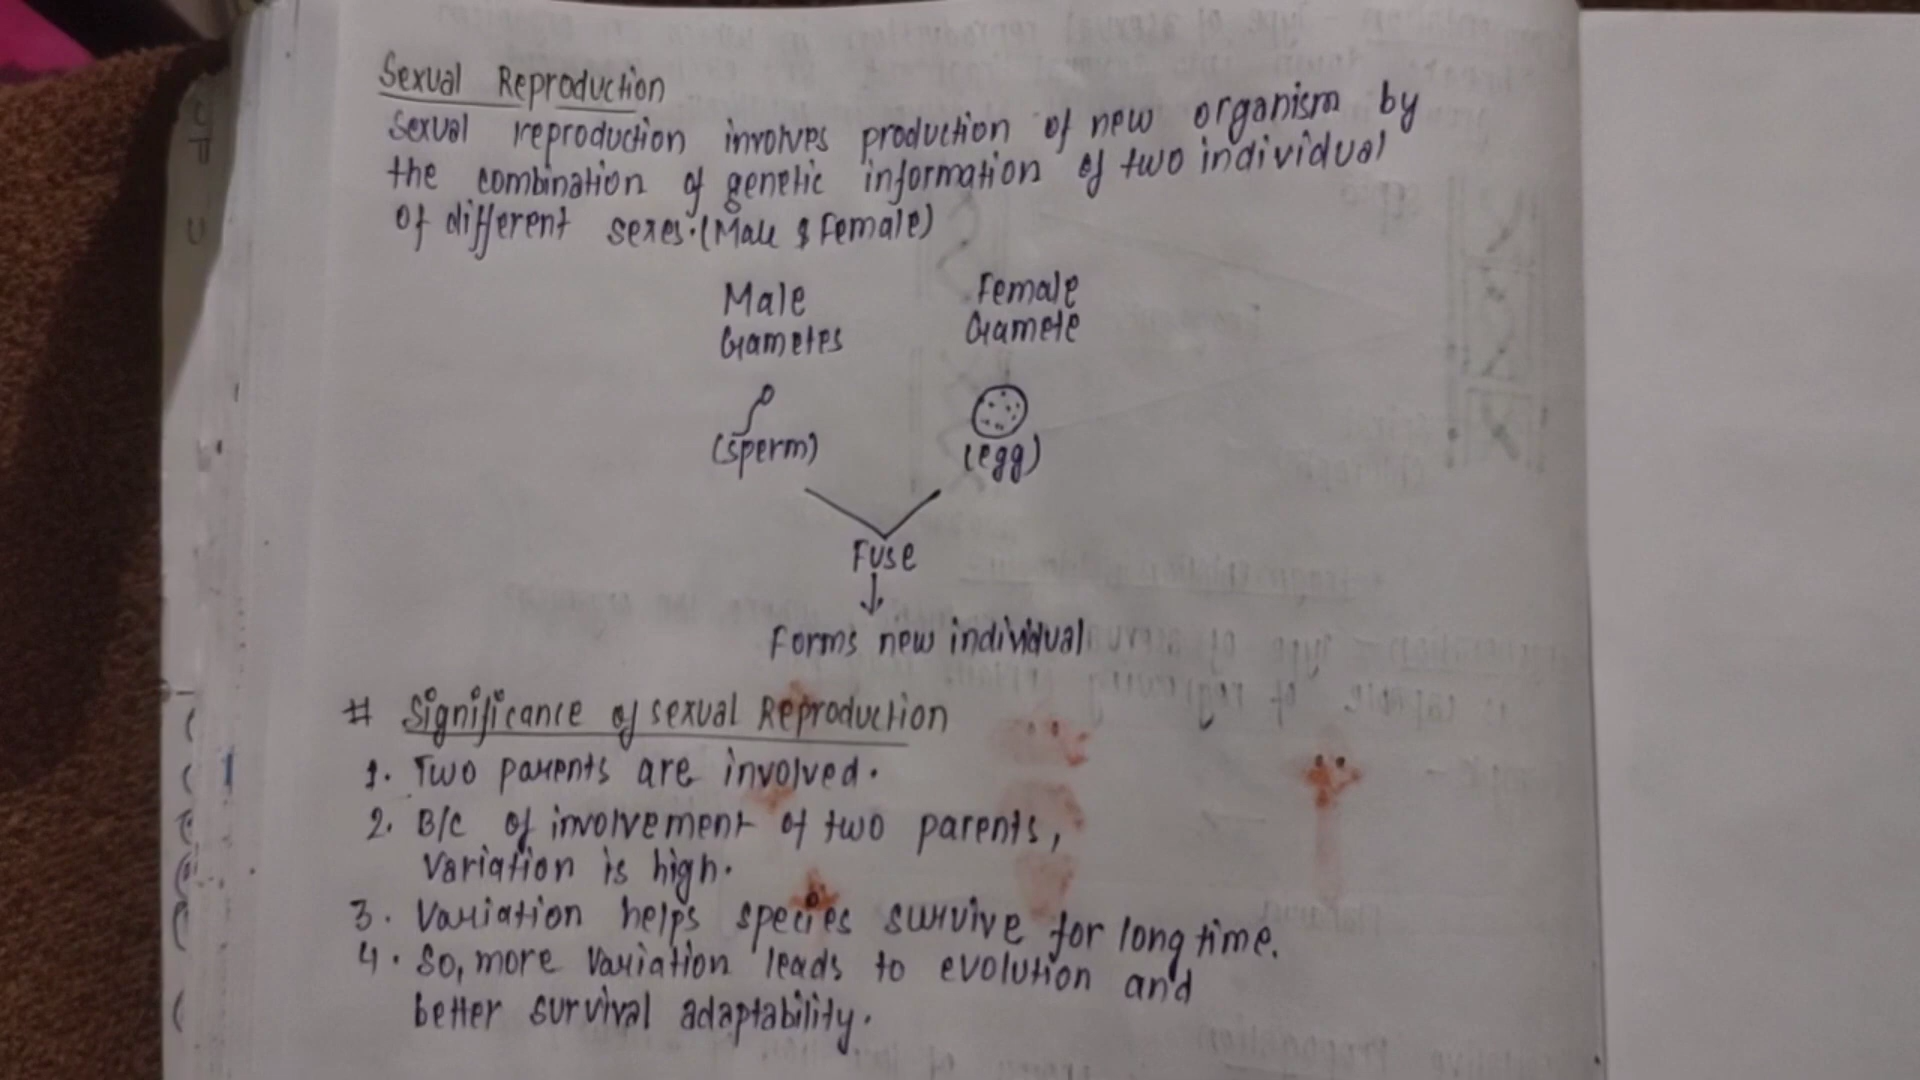 Sexual Reproduction
Sexual reproduction involves production of new organism by
the combination of genetic information of two individual
of different sexes. (Male & Female)
Male Female
Gametes Gamete
(sperm) (egg)
Fuse
↓
Forms new individual
# Significance of sexual Reproduction
1. Two parents are involved.
2. B/c of involvement of two parents,
variation is high.
3. Variation helps species survive for long time.
4. So, more variation leads to evolution and
better survival adaptability.